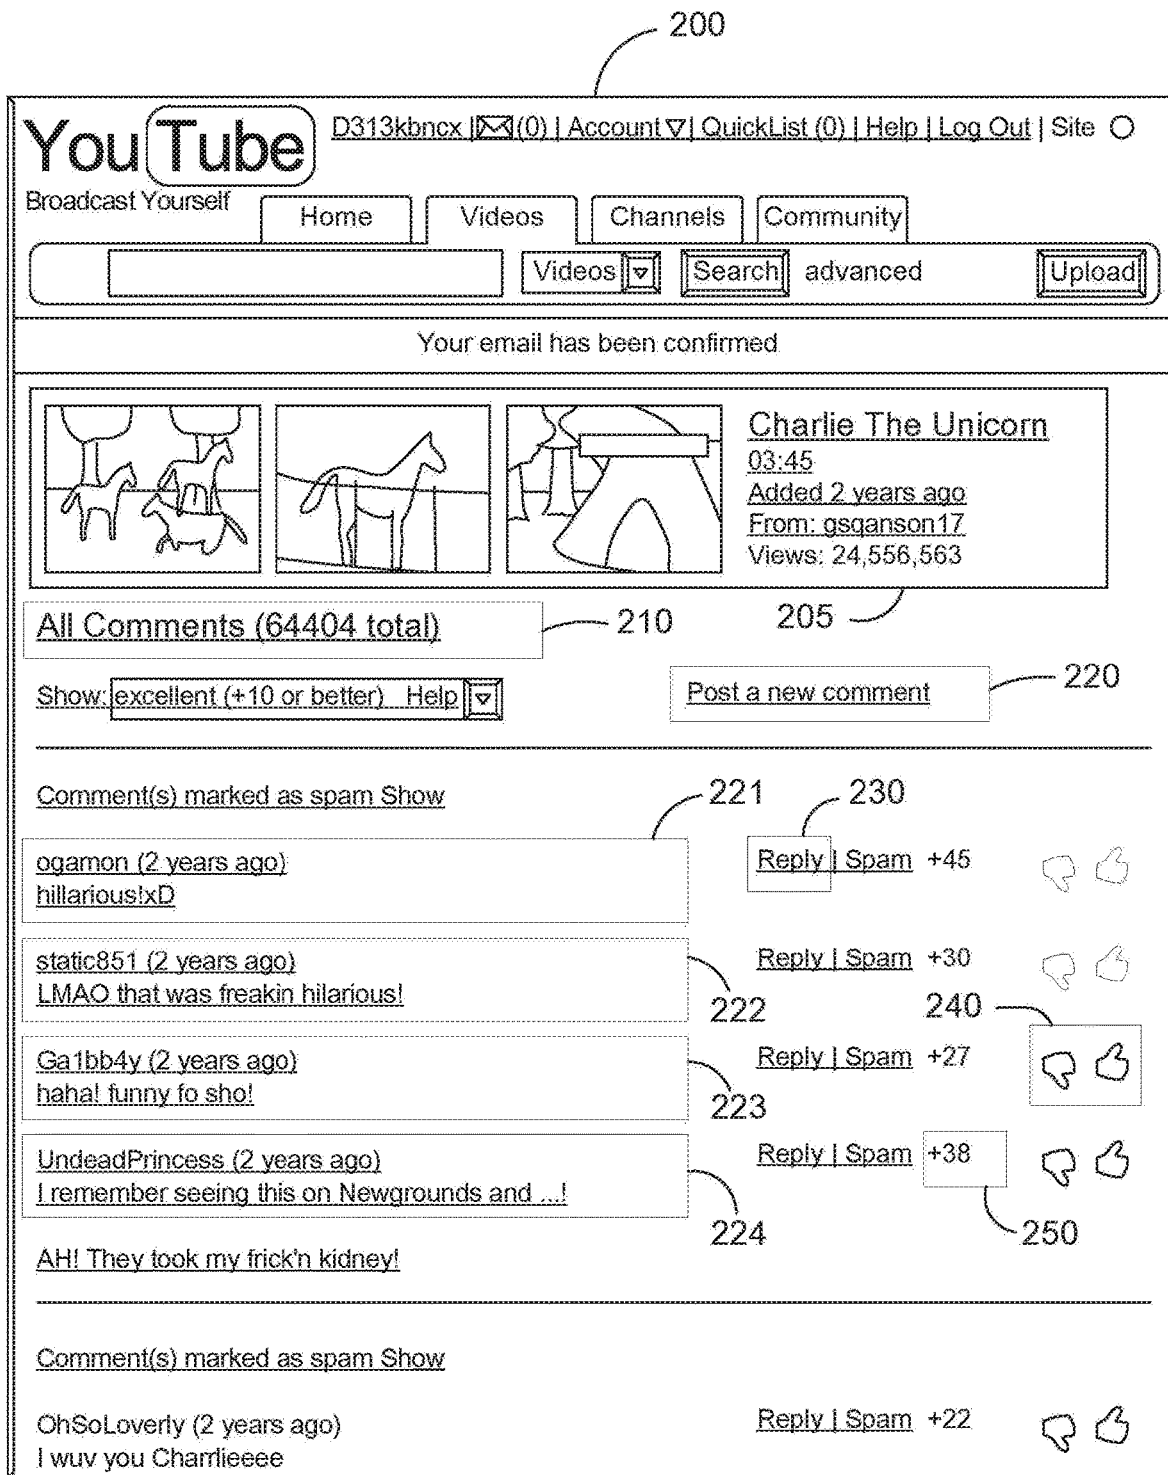 200
YouTube
D313kbncx | (0) | Account | QuickList (0) | Help | Log Out | Site
Broadcast Yourself
Home Videos Channels Community
Videos Search advanced Upload
Your email has been confirmed
Charlie The Unicorn
03:45
Added 2 years ago
From: gsqanson17
Views: 24,556,563
205
All Comments (64404 total) 210
Show: excellent (+10 or better) Help
Post a new comment 220
Comment(s) marked as spam Show
221 230
ogamon (2 years ago) Reply | Spam +45
hillarious!xD
static851 (2 years ago) Reply | Spam +30
LMAO that was freakin hilarious!
222 240
Ga1bb4y (2 years ago) Reply | Spam +27
haha! funny fo sho!
223
UndeadPrincess (2 years ago) Reply | Spam +38
I remember seeing this on Newgrounds and ...!
224 250
AH! They took my frick'n kidney!
Comment(s) marked as spam Show
OhSoLoverly (2 years ago) Reply | Spam +22
I wuv you Charrlieeee